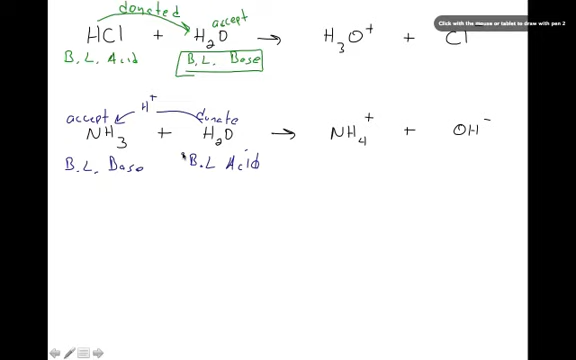 donated accept
Click with the mouse or tablet to draw with pen 2
HCl + H2O → H3O+ + Cl
B.L. Acid B.L. Base
accept H+ donate
NH3 + H2O → NH4+ + OH-
B.L. Base B.L Acid